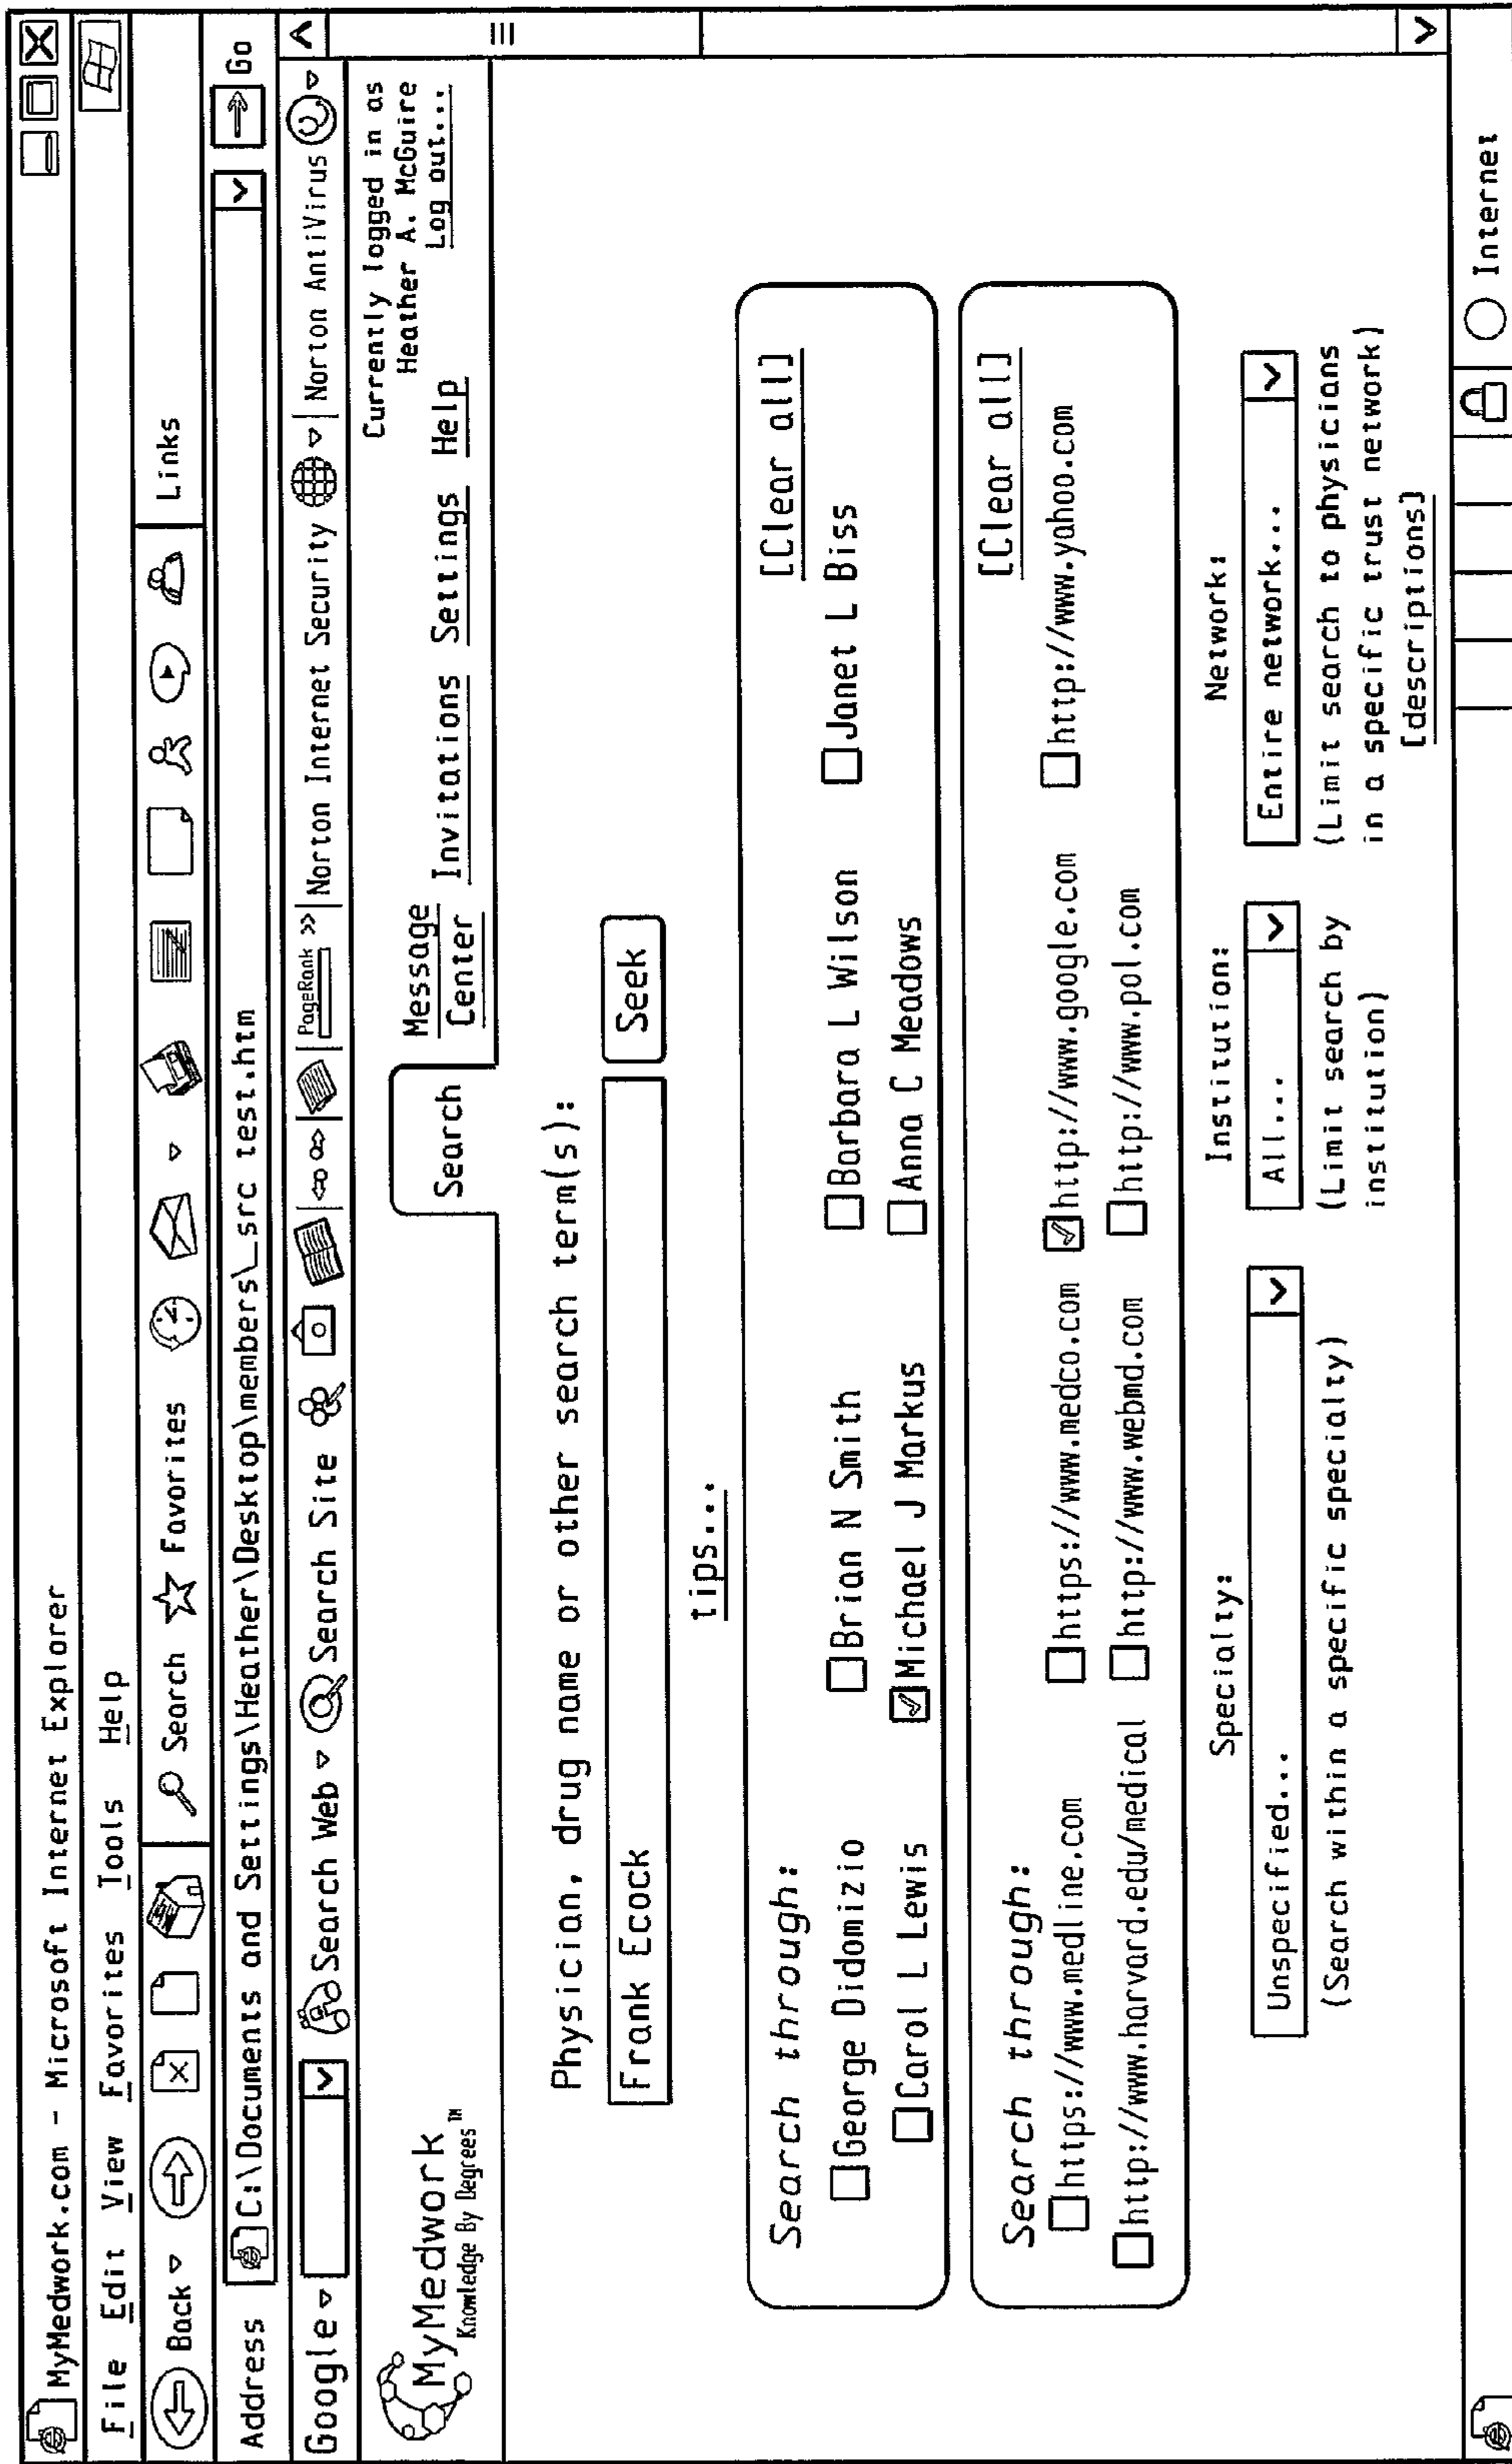 MyMedwork.com - Microsoft Internet Explorer
File Edit View Favorites Tools Help
Back Search Favorites Links
Address C:\Documents and Settings\Heather\Desktop\members\_src test.htm Go
Google Search Web Search Site PageRank >> Norton Internet Security Norton AntiVirus
MyMedwork™
Knowledge By Degrees
Search
Message
Center
Invitations Settings Help
Currently logged in as
Heather A. McGuire
Log out...
Physician, drug name or other search term(s):
Frank Ecock Seek
tips...
Search through: [Clear all]
George Didomizio Brian N Smith Barbara L Wilson Janet L Biss
Carol L Lewis Michael J Markus Anna C Meadows
Search through: [Clear all]
https://www.medline.com https://www.medco.com http://www.google.com http://www.yahoo.com
http://www.harvard.edu/medical http://www.webmd.com http://www.pol.com
Specialty: Institution: Network:
Unspecified... All... Entire network...
(Search within a specific specialty)
(Limit search by
institution)
(Limit search to physicians
in a specific trust network)
[descriptions]
Internet